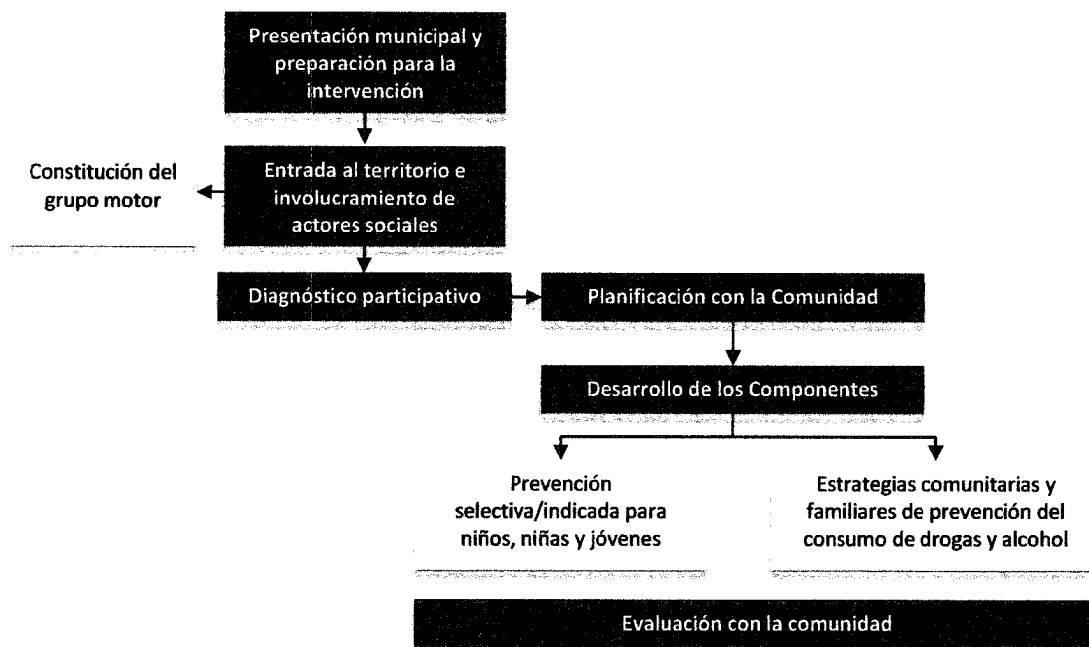 Presentación municipal y
preparación para la
intervención
Constitución del
grupo motor
Entrada al territorio e
involucramiento de
actores sociales
Diagnóstico participativo
Planificación con la Comunidad
Desarrollo de los Componentes
Prevención
selectiva/indicada para
niños, niñas y jóvenes
Estrategias comunitarias y
familiares de prevención del
consumo de drogas y alcohol
Evaluación con la comunidad